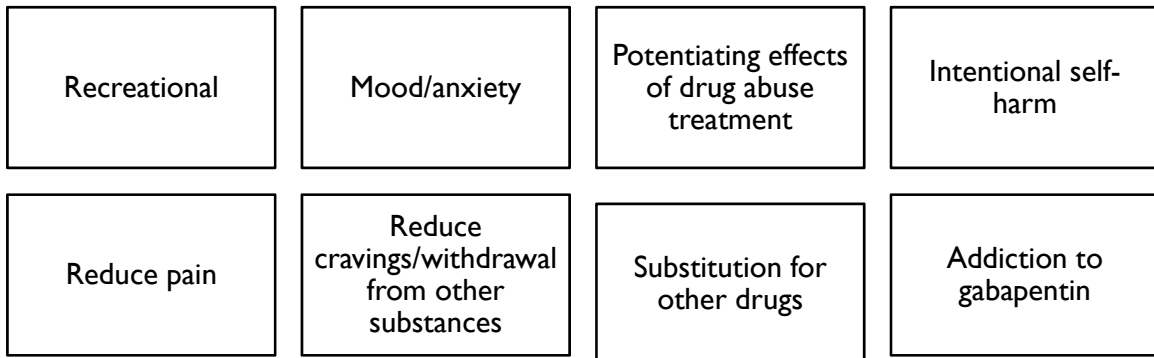 Recreational
Mood/anxiety
Potentiating effects
of drug abuse
treatment
Intentional self-
harm
Reduce pain
Reduce
cravings/withdrawal
from other
substances
Substitution for
other drugs
Addiction to
gabapentin